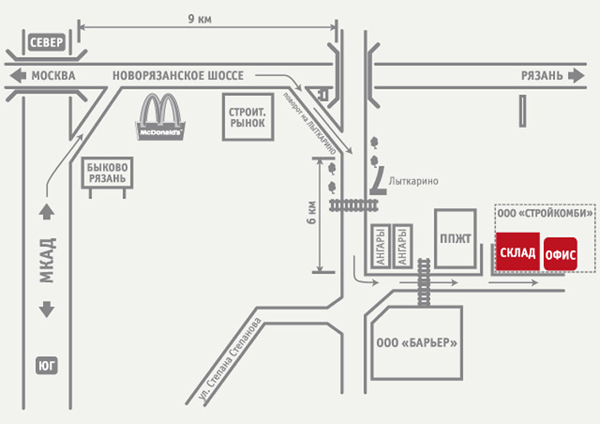 9 км
СЕВЕР
МОСКВА
НОВОРЯЗАНСКОЕ ШОССЕ
РЯЗАНЬ
McDonald's
СТРОИТ.
РЫНОК
поворот на ЛЫТКАРИНО
БЫКОВО
РЯЗАНЬ
Лыткарино
6 км
МКАД
АНГАРЫ
АНГАРЫ
ППЖТ
ООО «СТРОЙКОМБИ»
СКЛАД
ОФИС
ул. Степана Степанова
ООО «БАРЬЕР»
ЮГ